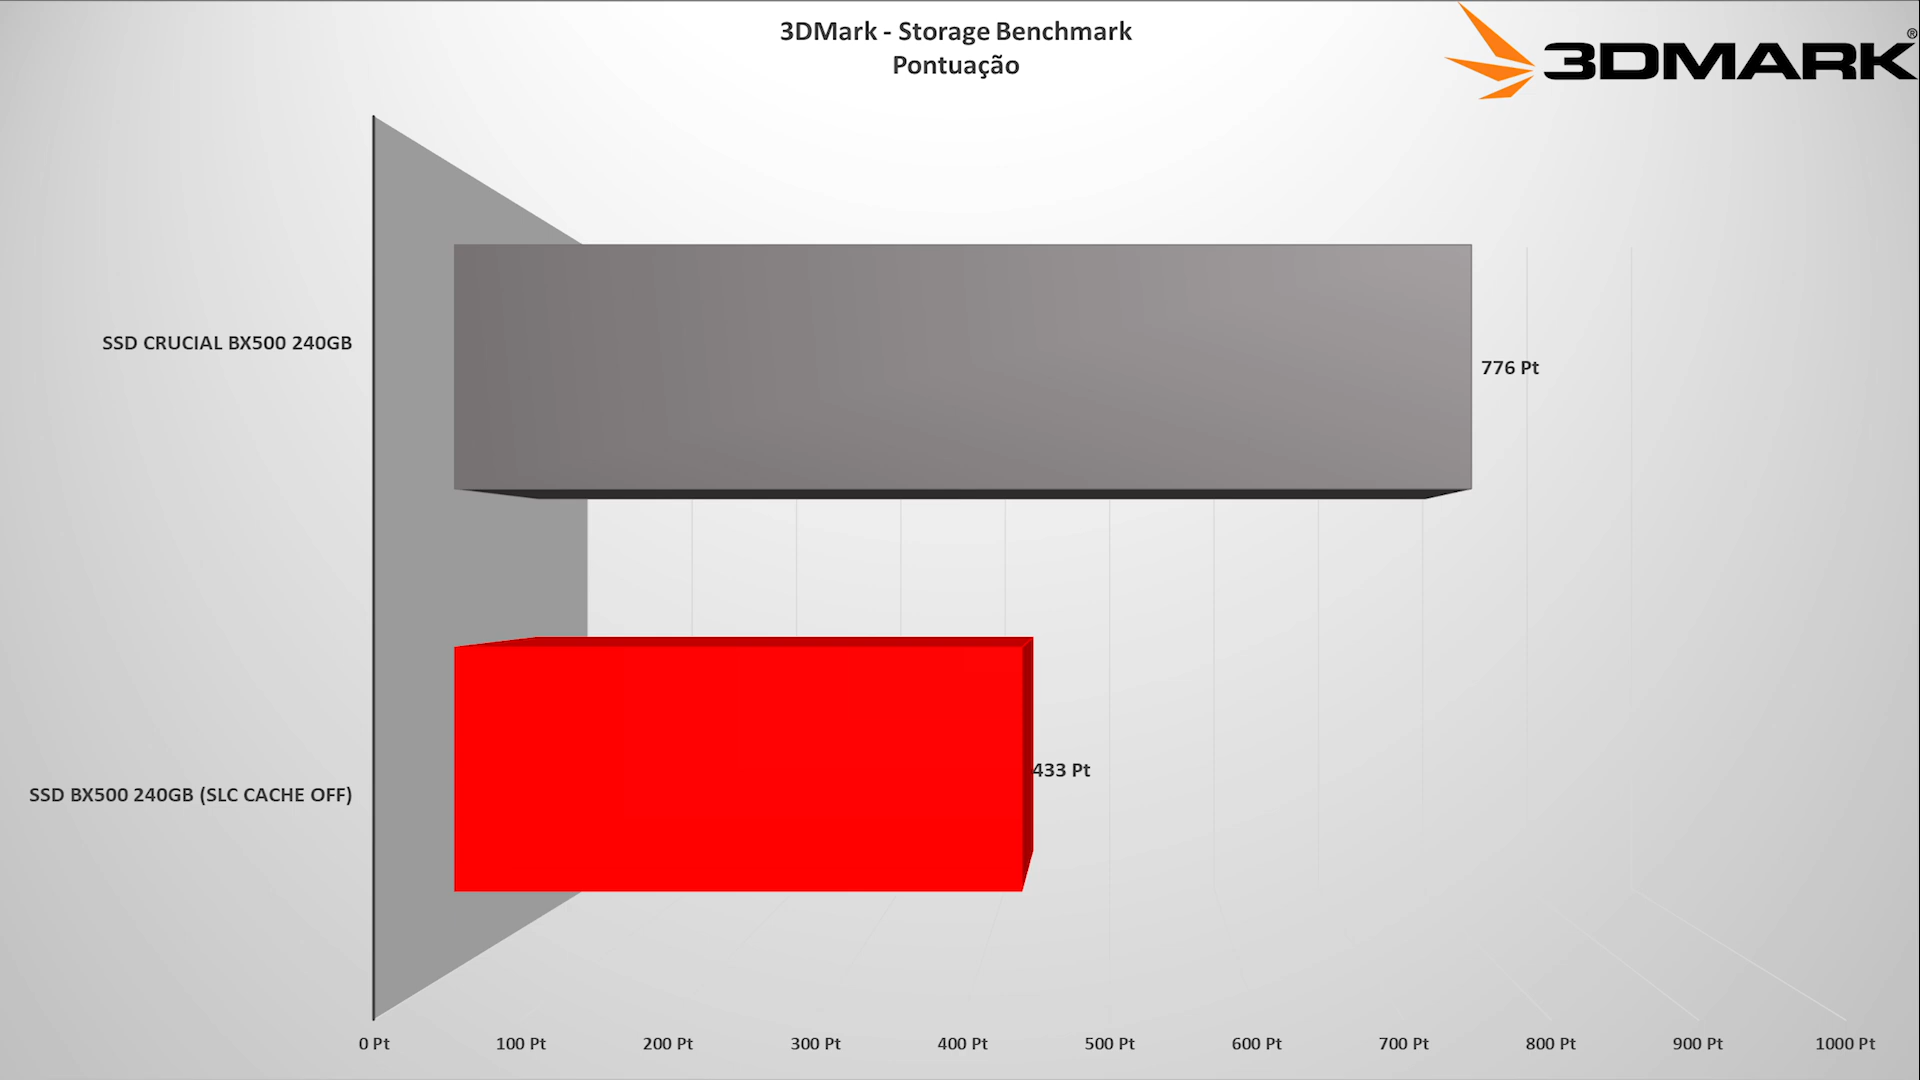 3DMark - Storage Benchmark
Pontuação
3DMARK®
SSD CRUCIAL BX500 240GB
776 Pt
SSD BX500 240GB (SLC CACHE OFF)
433 Pt
0 Pt 100 Pt 200 Pt 300 Pt 400 Pt 500 Pt 600 Pt 700 Pt 800 Pt 900 Pt 1000 Pt